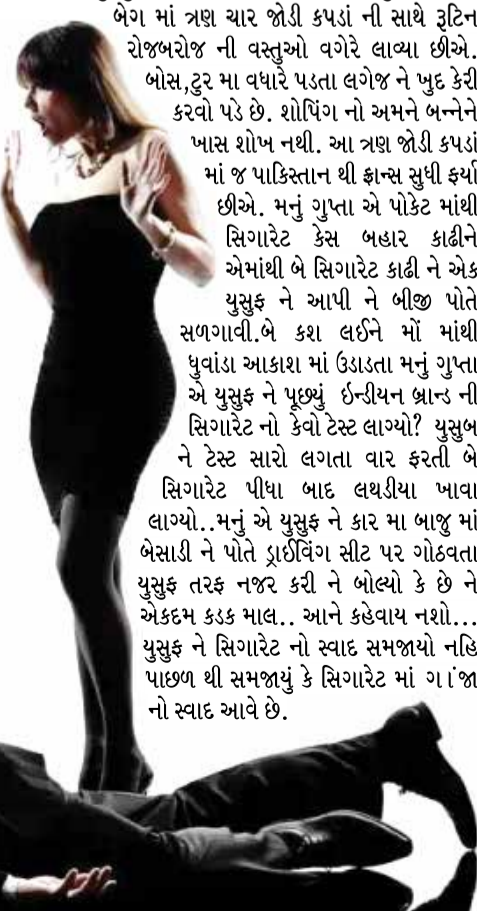 બેગ માં ત્રણ ચાર જોડી કપડાં ની સાથે રૂટિન
રોજબરોજ ની વસ્તુઓ વગેરે લાવ્યા છીએ.
બોસ,ટુર મા વધારે પડતા લગેજ ને ખુદ કેરી
કરવો પડે છે. શોપિંગ નો અમને બન્નેને
ખાસ શોખ નથી. આ ત્રણ જોડી કપડાં
માં જ પાકિસ્તાન થી ફ્રાન્સ સુધી ફર્યા
છીએ. મનું ગુપ્તા એ પોકેટ માંથી
સિગારેટ કેસ બહાર કાઢીને
એમાંથી બે સિગારેટ કાઢી ને એક
યુસુફ ને આપી ને બીજી પોતે
સળગાવી.બે કશ લઈને મોં માંથી
ધુવાંડા આકાશ માં ઉડાડતા મનું ગુપ્તા
એ યુસુફ ને પૂછ્યું ઇન્ડીયન બ્રાન્ડ ની
સિગારેટ નો કેવો ટેસ્ટ લાગ્યો? યુસુબ
ને ટેસ્ટ સારો લગતા વાર ફરતી બે
સિગારેટ પીધા બાદ લથડીયા ખાવા
લાગ્યો..મનું એ યુસુફ ને કાર મા બાજુ માં
બેસાડી ને પોતે ડ્રાઈવિંગ સીટ પર ગોઠવતા
યુસુફ તરફ નજર કરી ને બોલ્યો કે છે ને
એકદમ કડક માલ.. આને કહેવાય નશો...
યુસુફ ને સિગારેટ નો સ્વાદ સમજાયો નહિ
પાછળ થી સમજાયું કે સિગારેટ માં ગાંજા
નો સ્વાદ આવે છે.